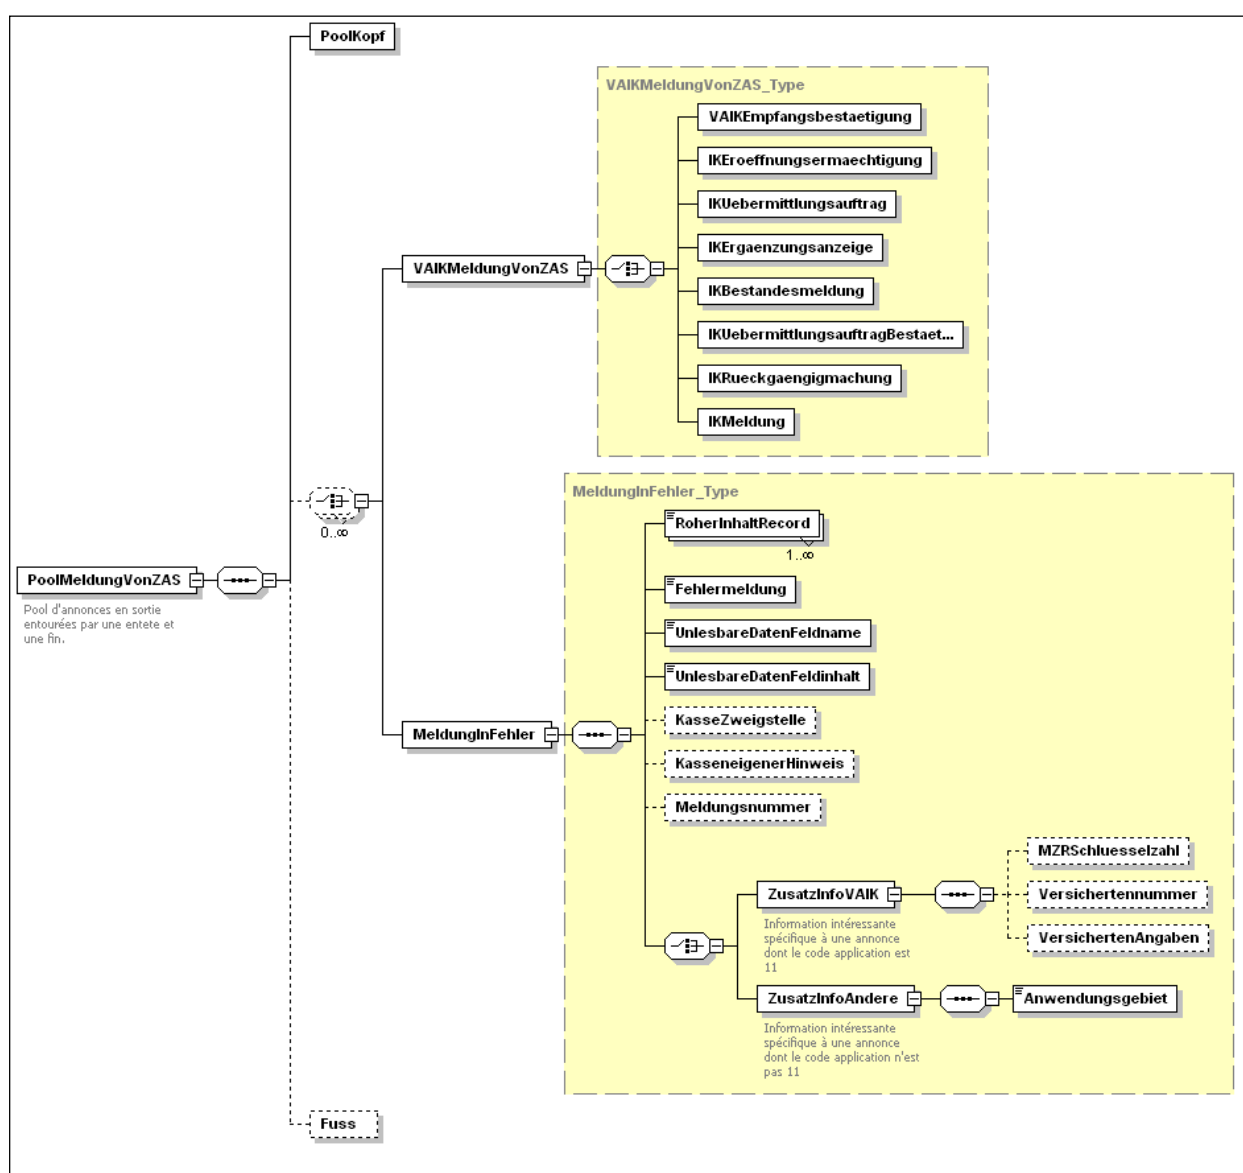 PoolKopf
VAIKMeldungVonZAS_Type
VAIKEmpfangsbestaetigung
IKEroeffnungsermaechtigung
IKUebermittlungsauftrag
IKErgaenzungsanzeige
VAIKMeldungVonZAS
IKBestandesmeldung
IKUebermittlungsauftragBestaet...
IKRueckgaengigmachung
IKMeldung
MeldungInFehler_Type
RoherInhaltRecord
0..∞
1..∞
PoolMeldungVonZAS
Pool d'annonces en sortie
entourées par une entete et
une fin.
Fehlermeldung
UnlesbareDatenFeldname
UnlesbareDatenFeldinhalt
KasseZweigstelle
MeldungInFehler
KasseneigenerHinweis
Meldungsnummer
MZRSchluesselzahl
ZusatzInfoVAIK
Information intéressante
spécifique à une annonce
dont le code application est
11
Versichertennummer
VersichertenAngaben
ZusatzInfoAndere
Information intéressante
spécifique à une annonce
dont le code application n'est
pas 11
Anwendungsgebiet
Fuss